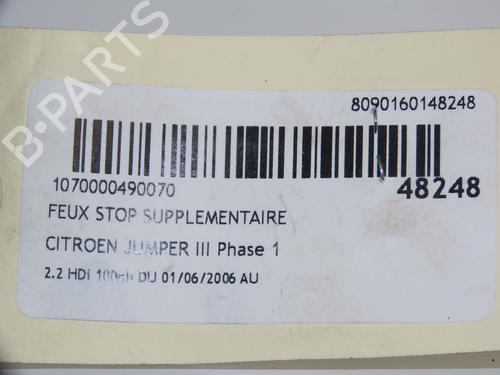 8090160148248
1070000490070
48248
FEUX STOP SUPPLEMENTAIRE
CITROEN JUMPER III Phase 1
2.2 HDI 100ch DU 01/06/2006 AU
B-PARTS